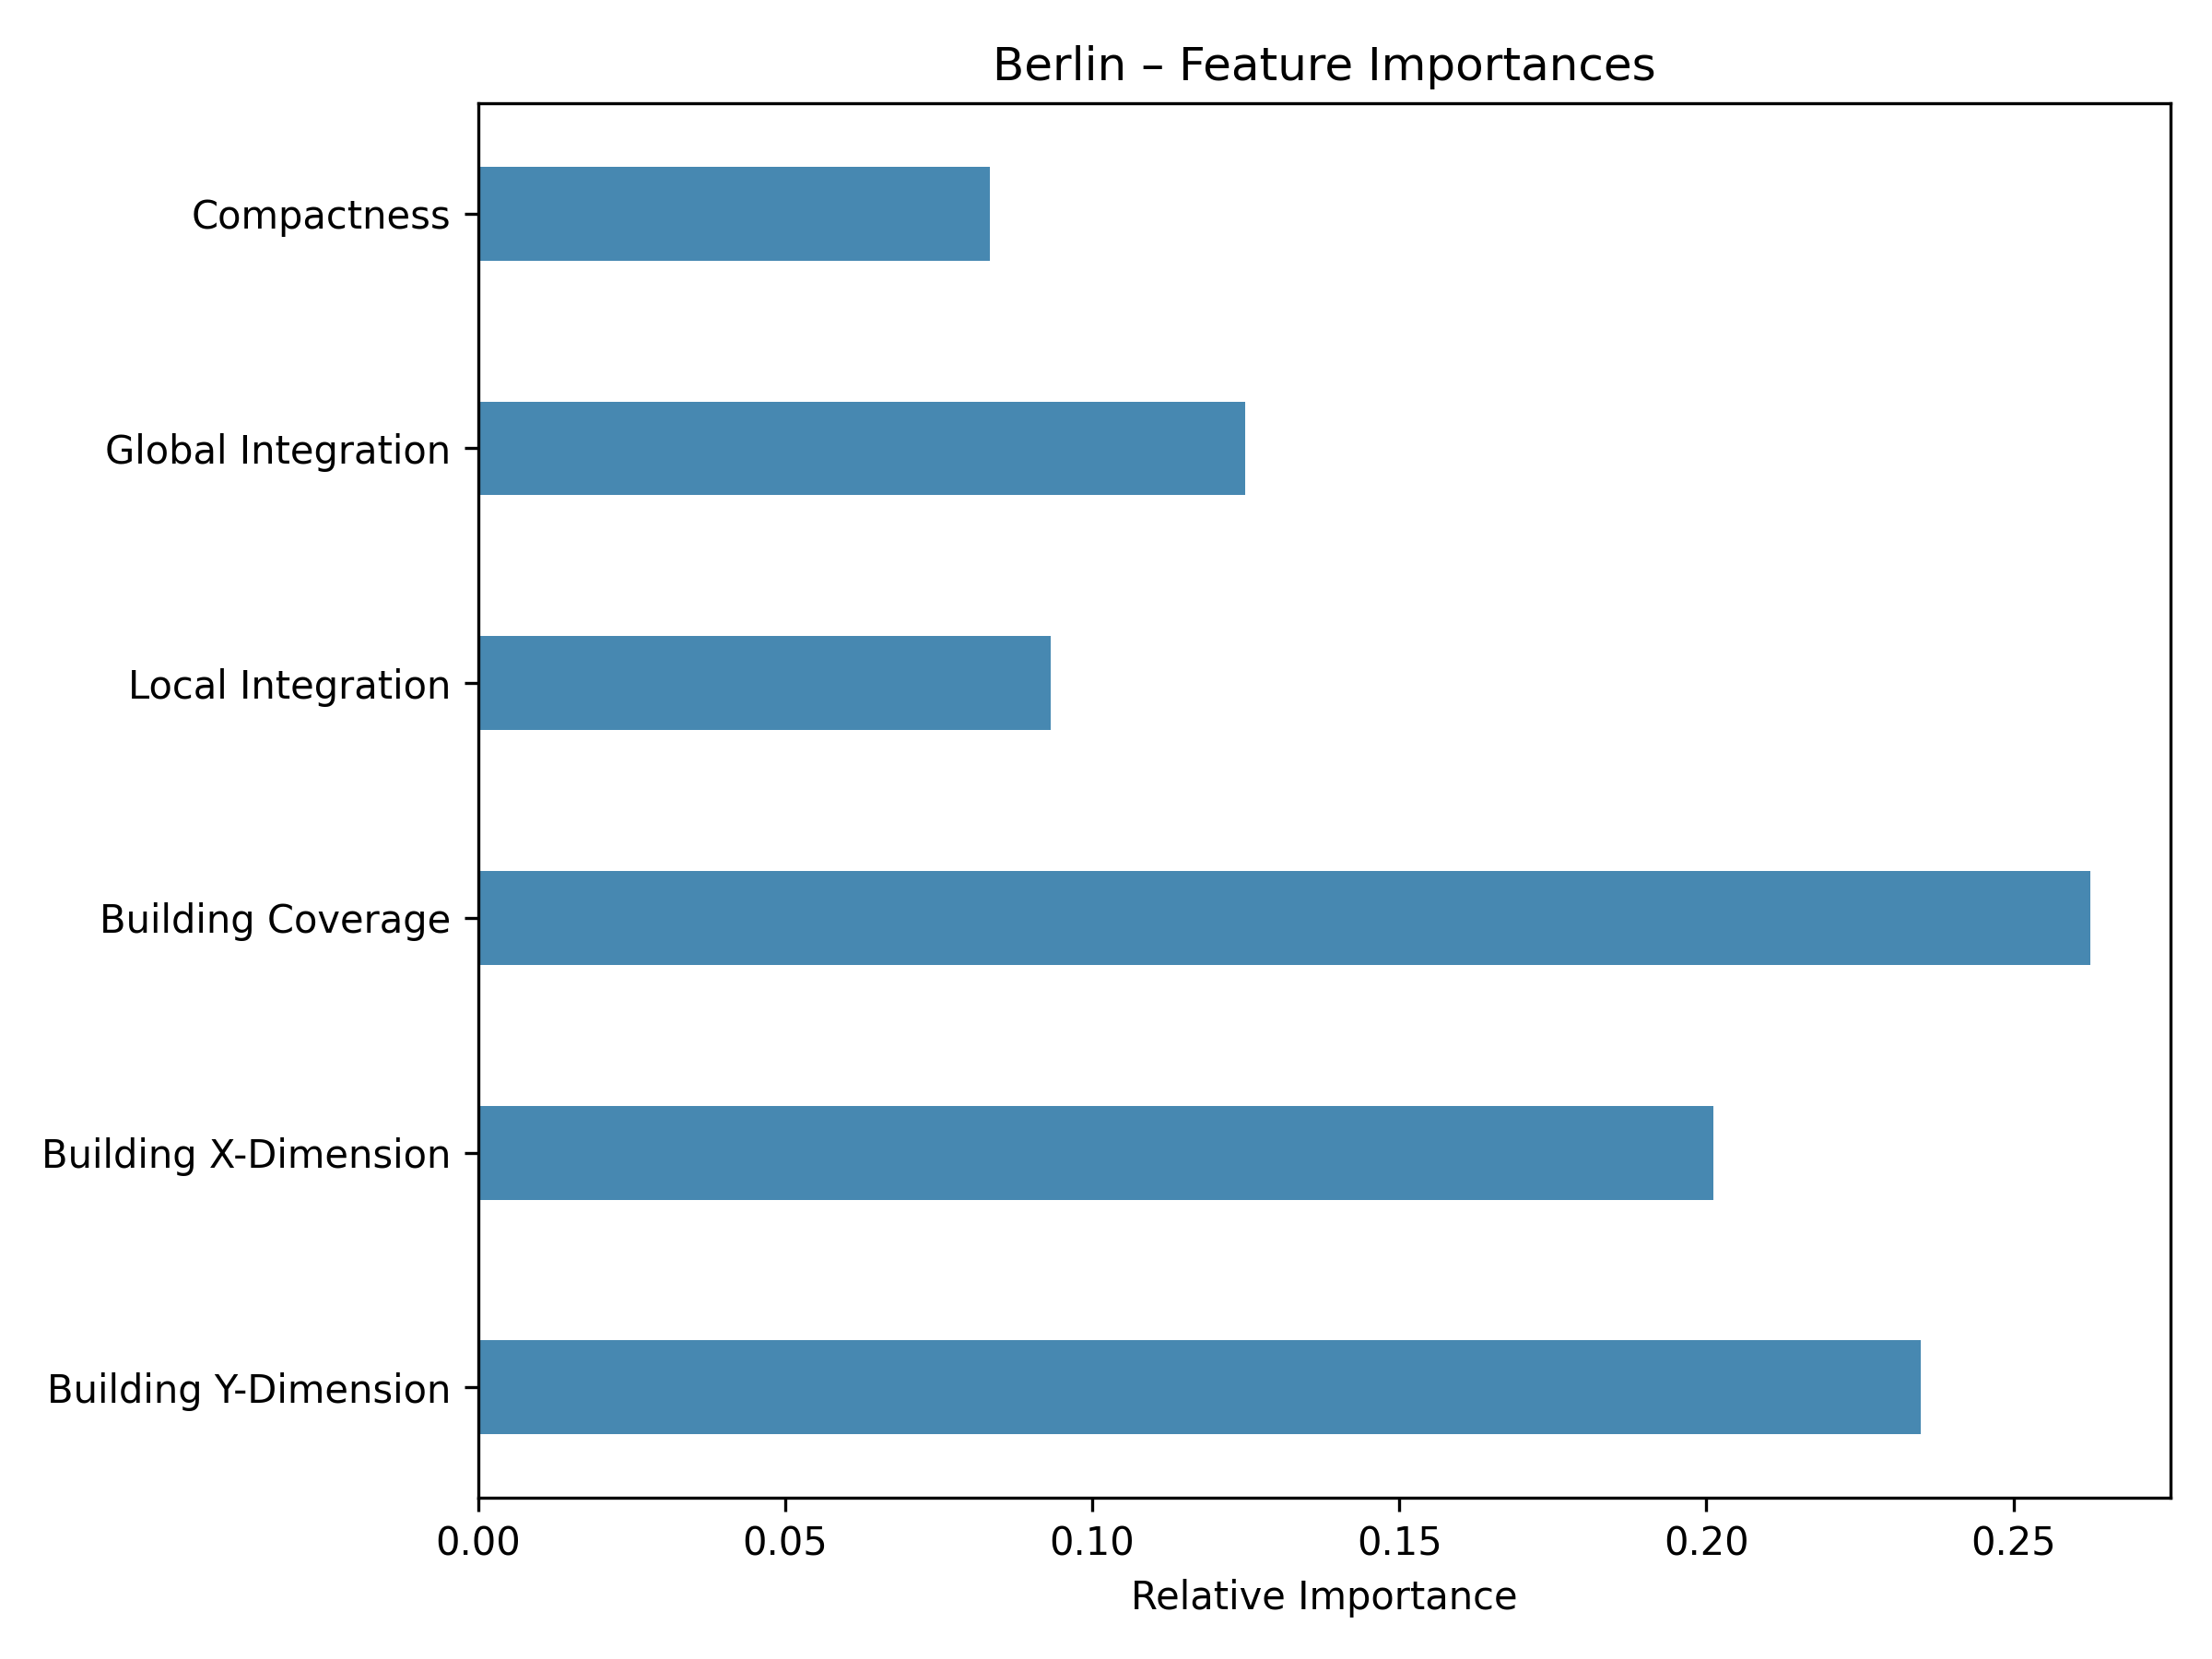 Berlin – Feature Importances
Compactness
Global Integration
Local Integration
Building Coverage
Building X-Dimension
Building Y-Dimension
0.00 0.05 0.10 0.15 0.20 0.25
Relative Importance